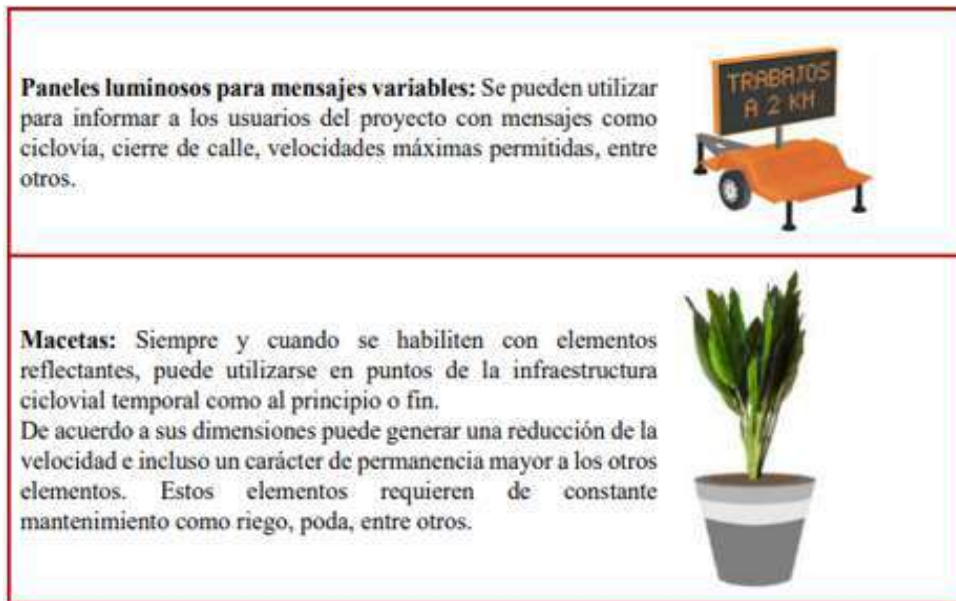 Paneles luminosos para mensajes variables: Se pueden utilizar
para informar a los usuarios del proyecto con mensajes como
ciclovía, cierre de calle, velocidades máximas permitidas, entre
otros.
TRABAJOS
A 2 KH
Macetas: Siempre y cuando se habiliten con elementos
reflectantes, puede utilizarse en puntos de la infraestructura
ciclovial temporal como al principio o fin.
De acuerdo a sus dimensiones puede generar una reducción de la
velocidad e incluso un carácter de permanencia mayor a los otros
elementos. Estos elementos requieren de constante
mantenimiento como riego, poda, entre otros.